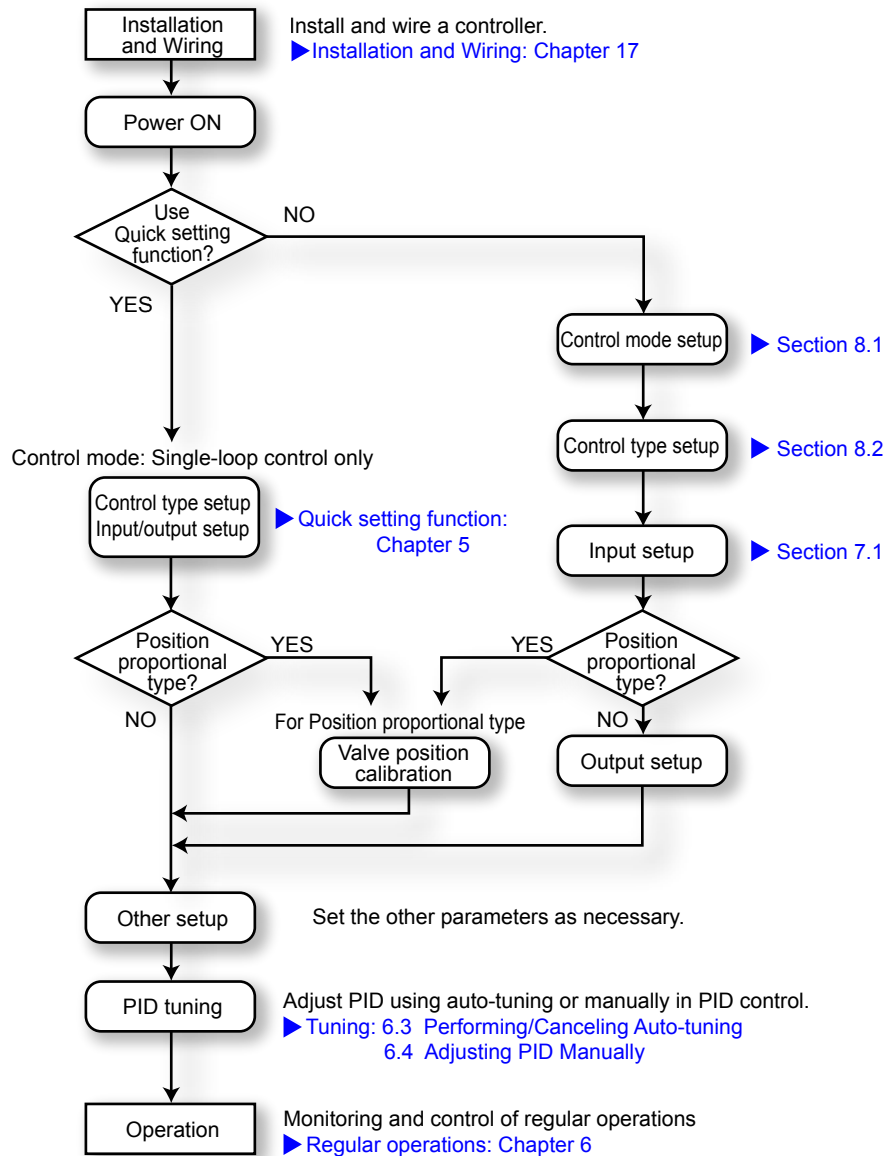 Installation
and Wiring
Install and wire a controller.
▶Installation and Wiring: Chapter 17
Power ON
Use
Quick setting
function?
NO
YES
Control mode setup
▶ Section 8.1
Control type setup
▶ Section 8.2
Control mode: Single-loop control only
Control type setup
Input/output setup
▶ Quick setting function:
Chapter 5
Input setup
▶ Section 7.1
Position
proportional
type?
YES
NO
YES
Position
proportional
type?
NO
For Position proportional type
Valve position
calibration
Output setup
Other setup
Set the other parameters as necessary.
PID tuning
Adjust PID using auto-tuning or manually in PID control.
▶ Tuning: 6.3 Performing/Canceling Auto-tuning
6.4 Adjusting PID Manually
Operation
Monitoring and control of regular operations
▶ Regular operations: Chapter 6